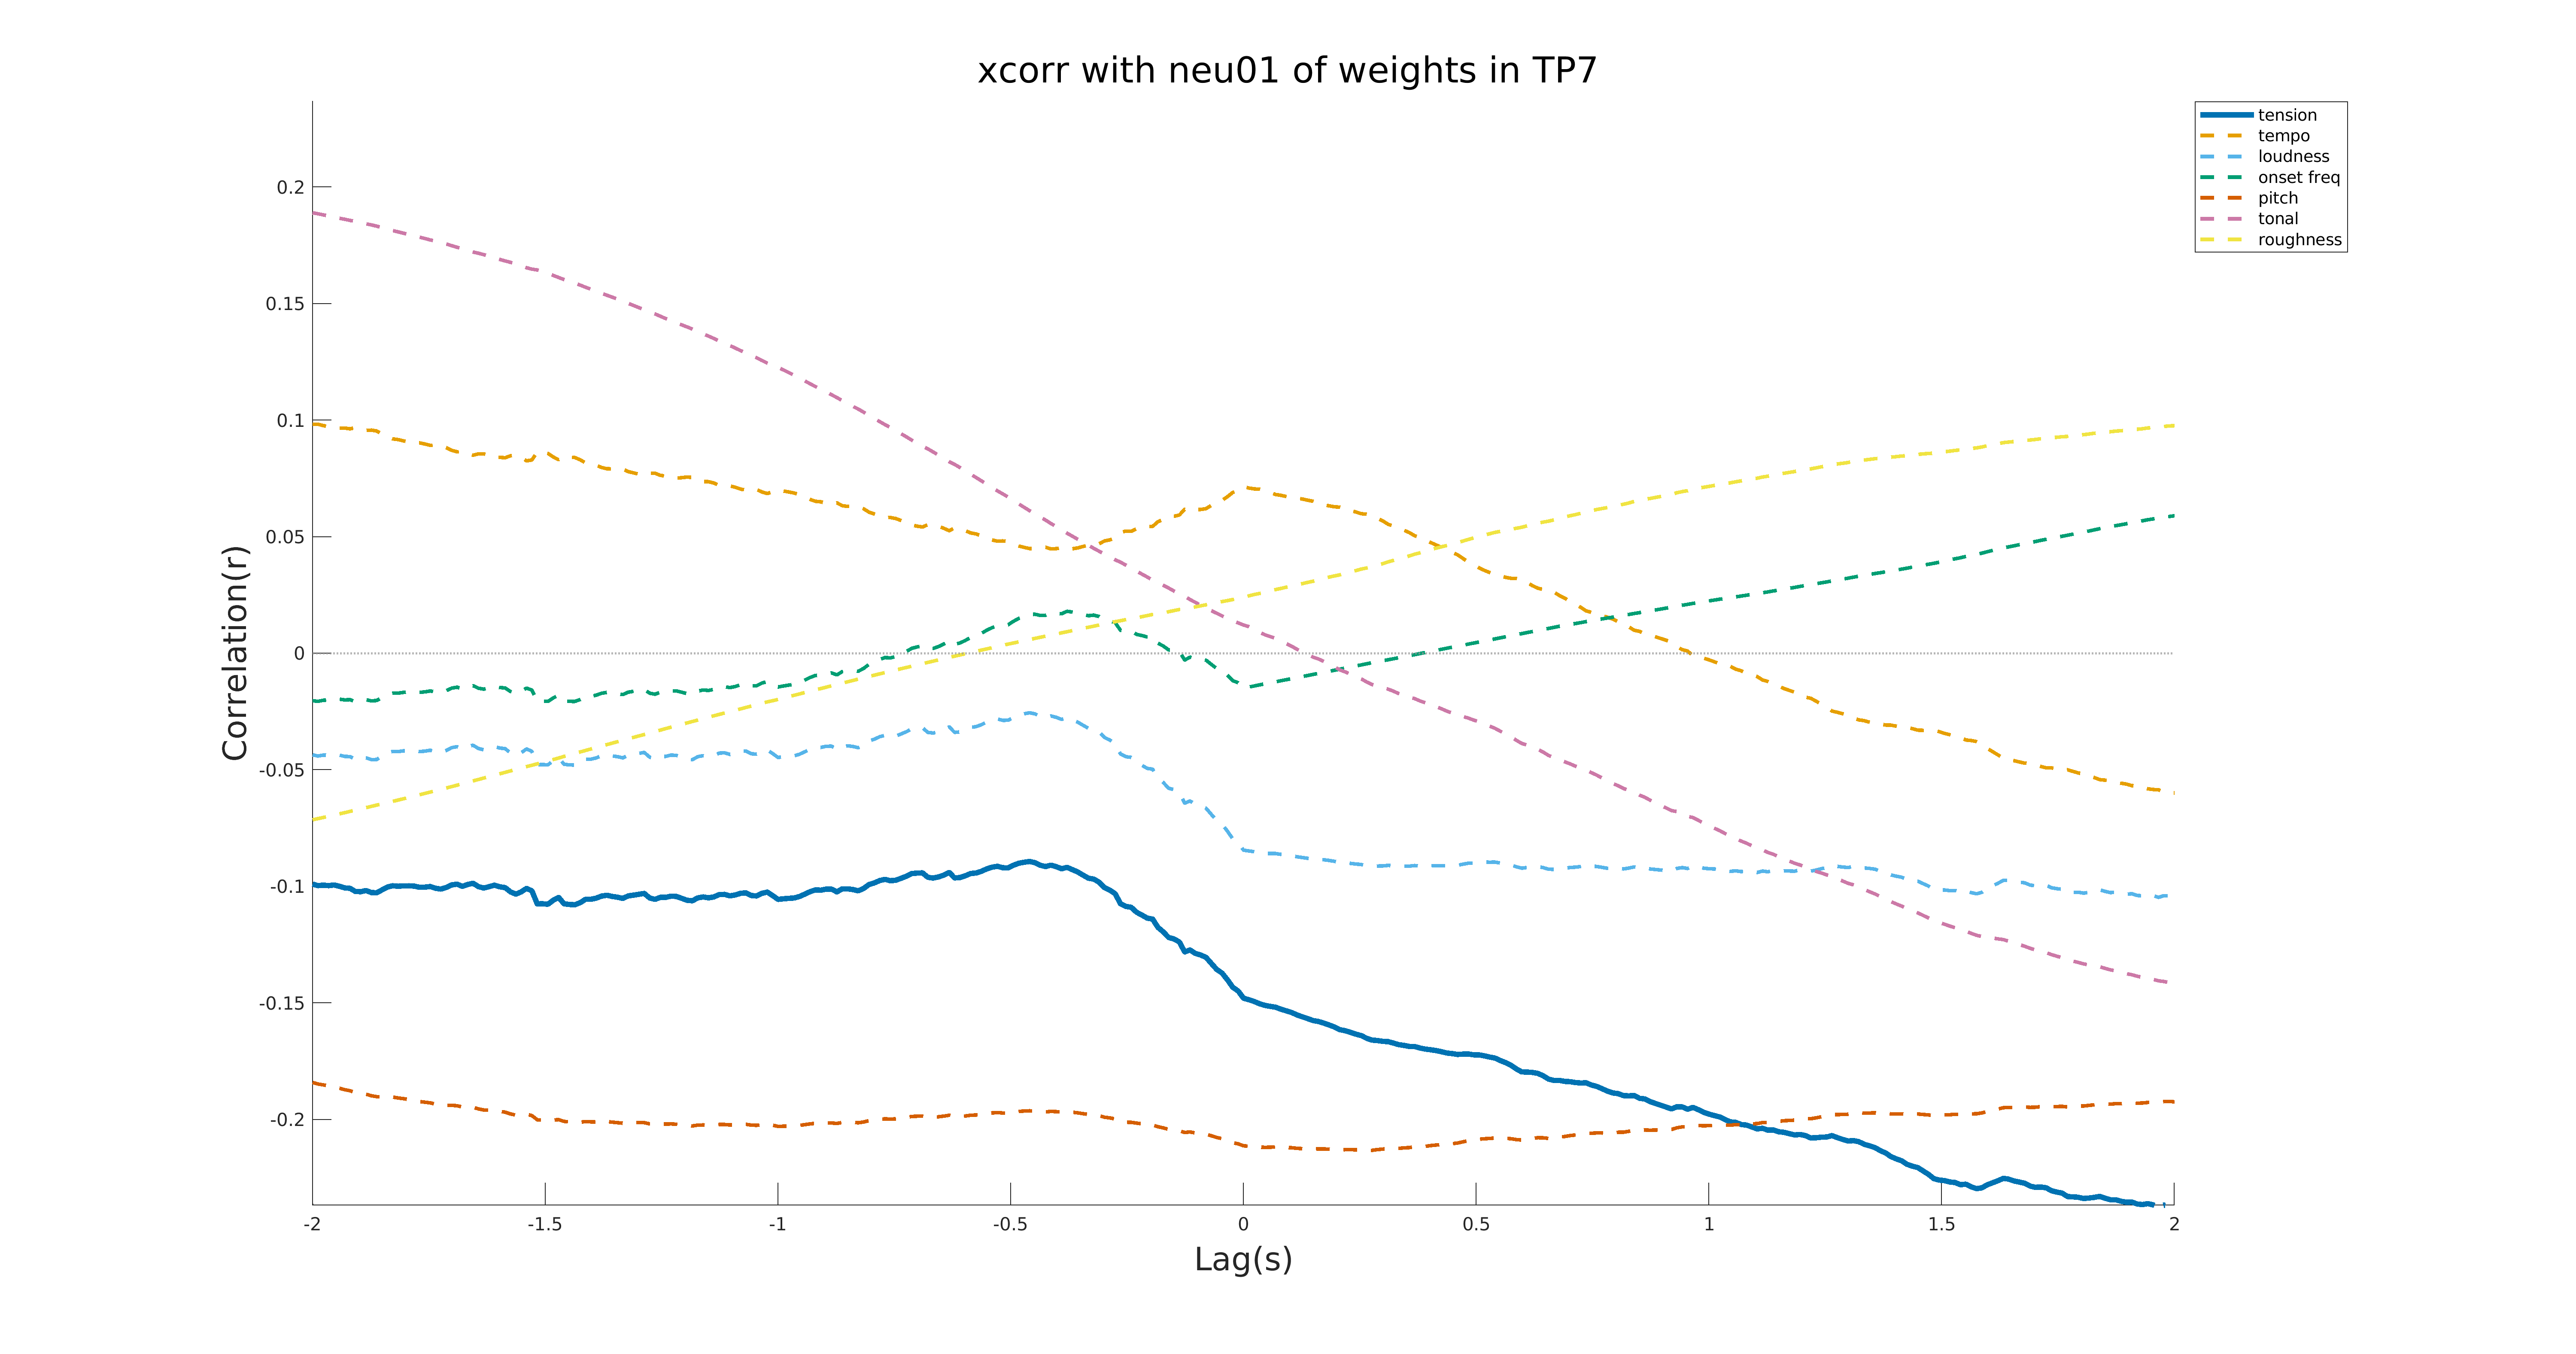 xcorr with neu01 of weights in TP7
tension
tempo
loudness
onset freq
pitch
tonal
roughness
Correlation(r)
0.2
0.15
0.1
0.05
0
-0.05
-0.1
-0.15
-0.2
-2
-1.5
-1
-0.5
0
0.5
1
1.5
2
Lag(s)